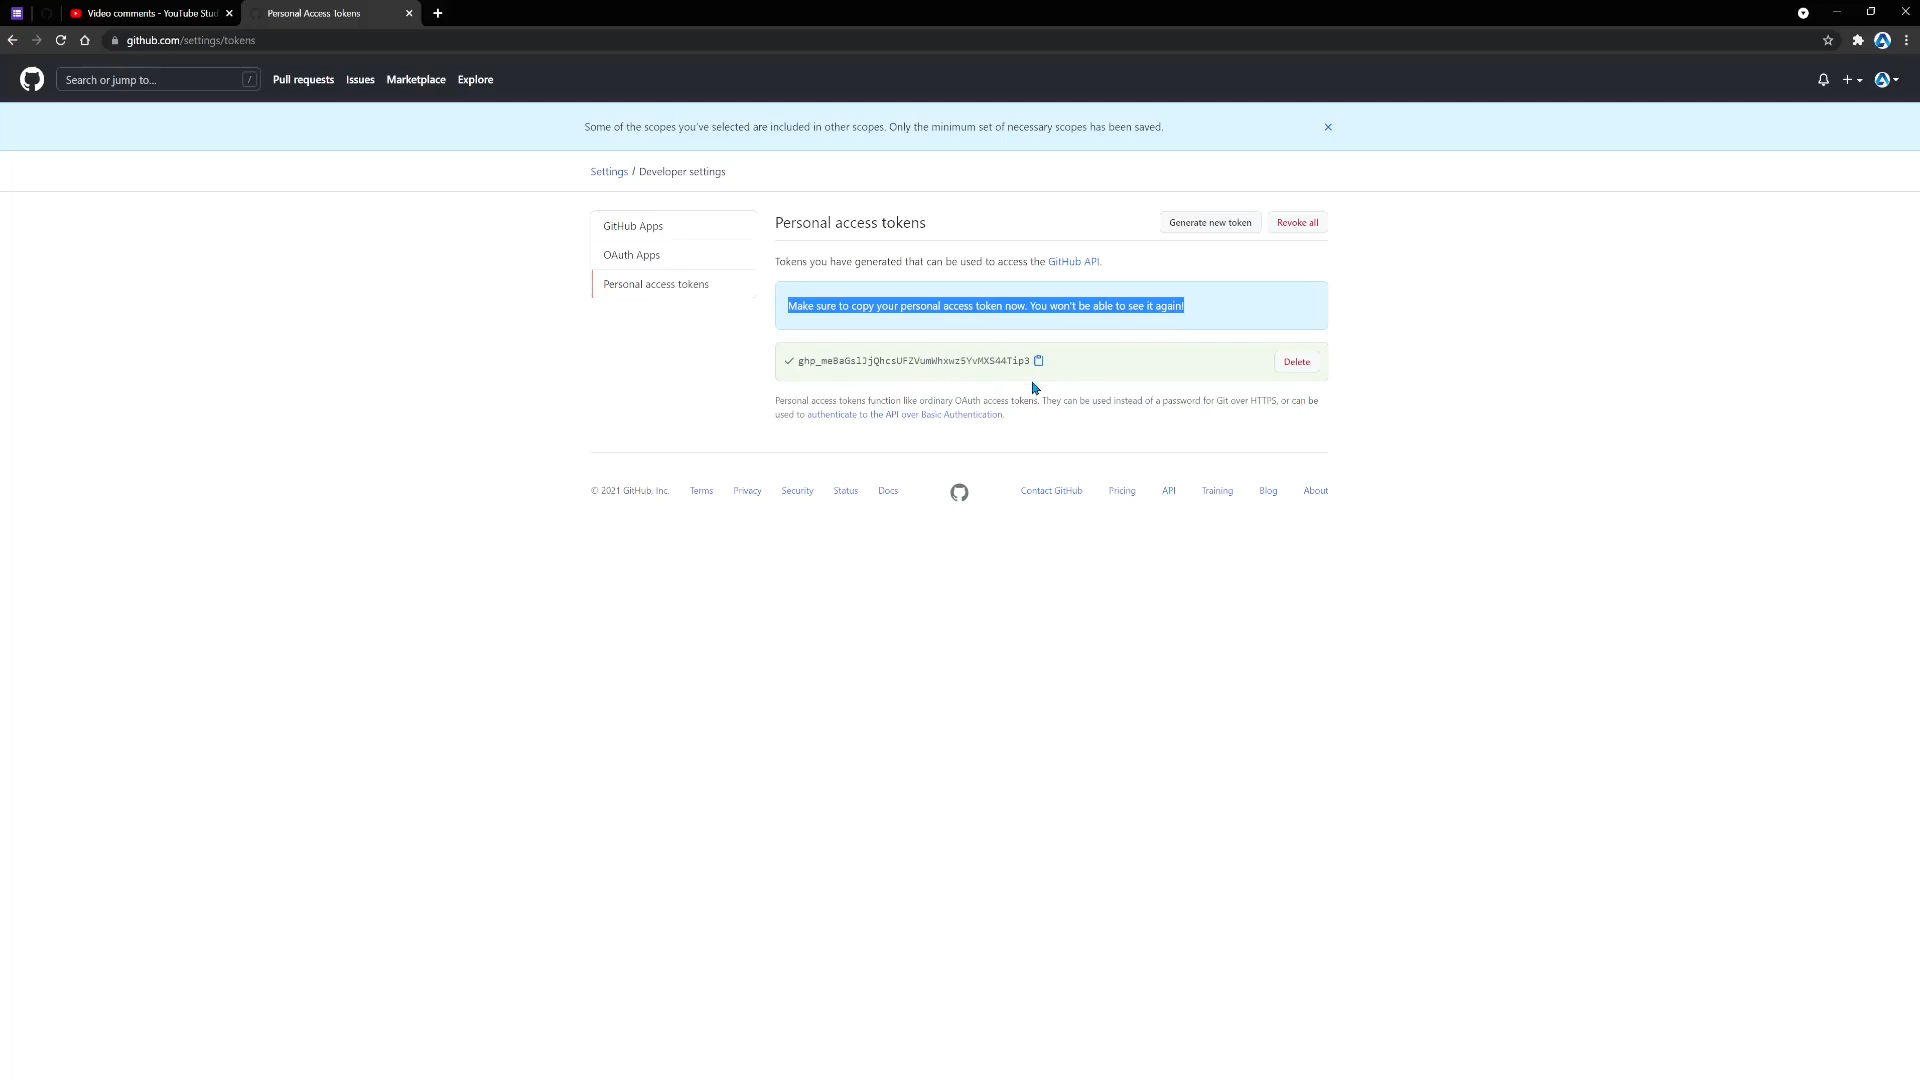 Video comments - YouTube Stud
Personal Access Tokens
github.com/settings/tokens
Search or jump to... /
Pull requests Issues Marketplace Explore
Some of the scopes you've selected are included in other scopes. Only the minimum set of necessary scopes has been saved.
Settings / Developer settings
GitHub Apps
OAuth Apps
Personal access tokens
Personal access tokens
Generate new token Revoke all
Tokens you have generated that can be used to access the GitHub API.
Make sure to copy your personal access token now. You won't be able to see it again!
Delete
Personal access tokens function like ordinary OAuth access tokens. They can be used instead of a password for Git over HTTPS, or can be
used to authenticate to the API over Basic Authentication.
© 2021 GitHub, Inc. Terms Privacy Security Status Docs Contact GitHub Pricing API Training Blog About